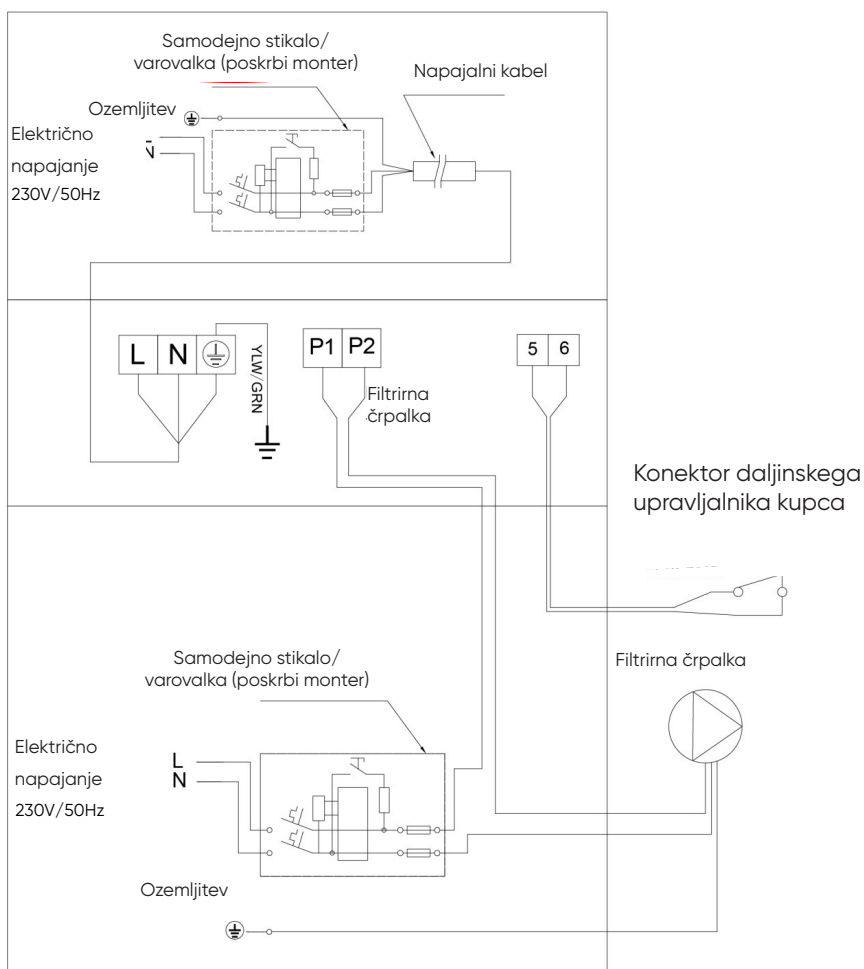 Samodejno stikalo/
varovalka (poskrbi monter)
Napajalni kabel
Ozemljitev
Električno
napajanje
230V/50Hz
N
L
N
YLW/GRN
P1
P2
5
6
Filtrirna
črpalka
Konektor daljinskega
upravljalnika kupca
Samodejno stikalo/
varovalka (poskrbi monter)
Filtrirna črpalka
Električno
napajanje
230V/50Hz
L
N
Ozemljitev